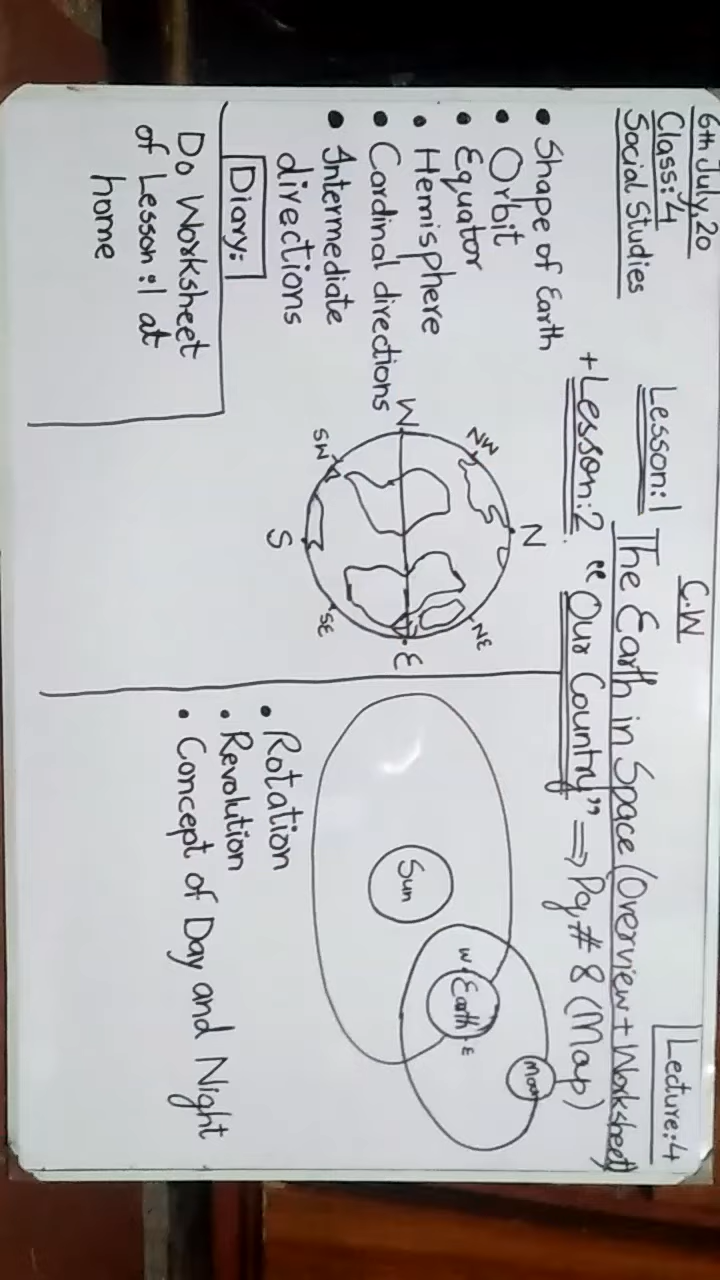 6th July, 20
Class: 4
Social Studies
C.W
Lecture: 4
Lesson: 1 The Earth in Space (Overview + Worksheet)
+ Lesson: 2 "Our Country" ⇒ Pg # 8 (Map)
• Shape of Earth
• Orbit
• Equator
• Hemisphere
• Cardinal directions
• Intermediate
directions
Diary:
Do Worksheet
of Lesson: 1 at
home
N
NW
NE
W
E
SW
SE
S
Sun
W
Earth
E
Moon
• Rotation
• Revolution
• Concept of Day and Night